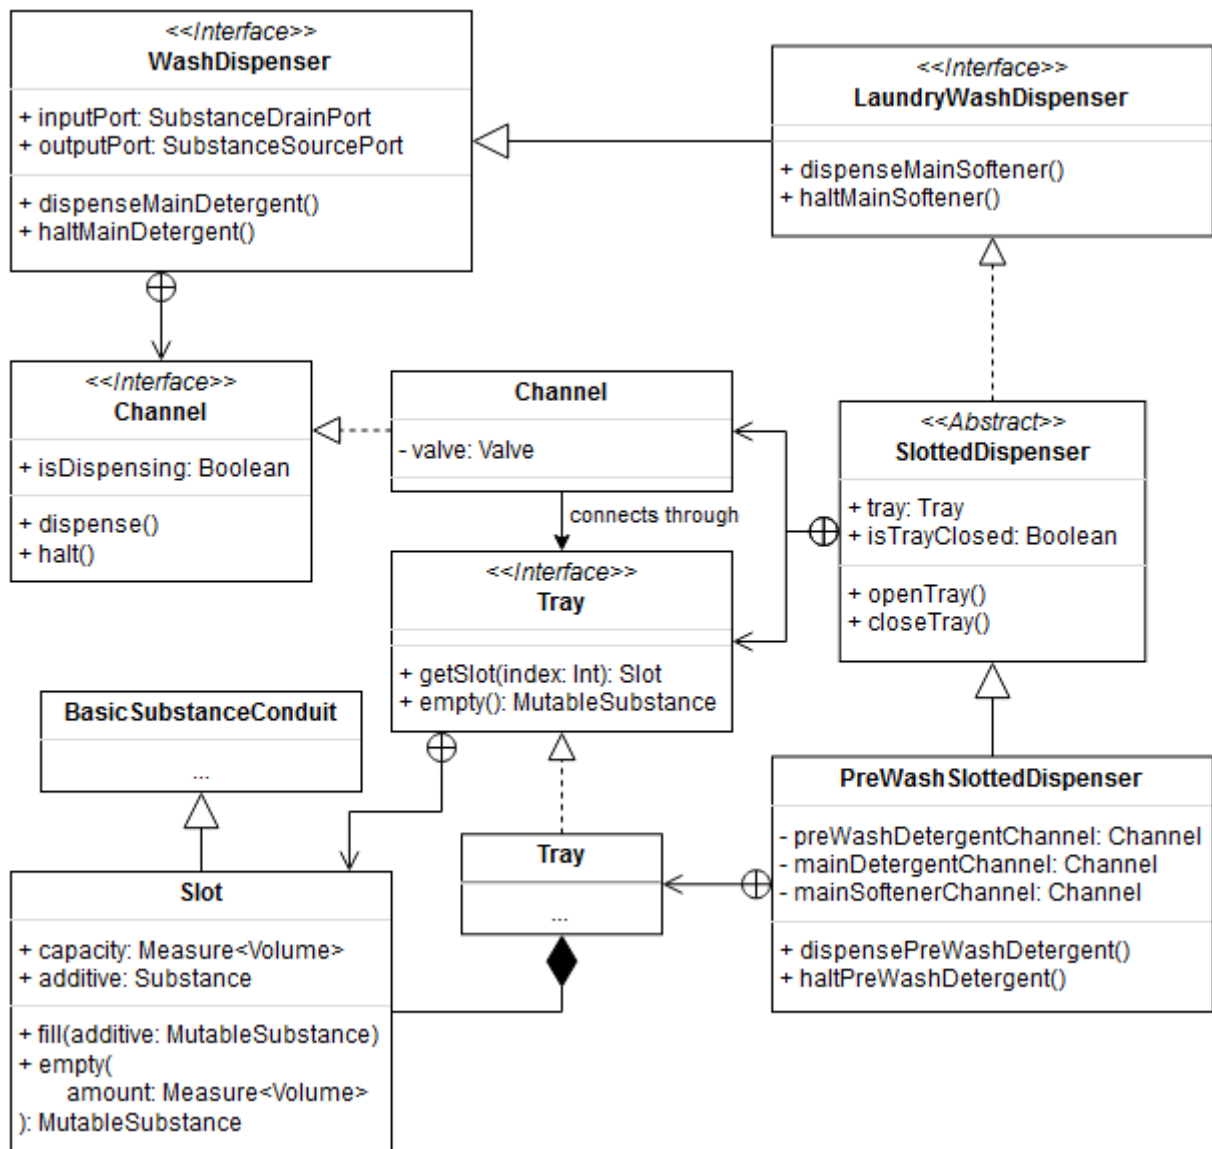 <<Interface>>
WashDispenser
+ inputPort: SubstanceDrainPort
+ outputPort: SubstanceSourcePort
+ dispenseMainDetergent()
+ haltMainDetergent()
<<Interface>>
LaundryWashDispenser
+ dispenseMainSoftener()
+ haltMainSoftener()
<<Interface>>
Channel
+ isDispensing: Boolean
+ dispense()
+ halt()
Channel
- valve: Valve
connects through
<<Abstract>>
SlottedDispenser
+ tray: Tray
+ isTrayClosed: Boolean
+ openTray()
+ closeTray()
<<Interface>>
Tray
+ getSlot(index: Int): Slot
+ empty(): MutableSubstance
BasicSubstanceConduit
...
Tray
...
PreWashSlottedDispenser
- preWashDetergentChannel: Channel
- mainDetergentChannel: Channel
- mainSoftenerChannel: Channel
+ dispensePreWashDetergent()
+ haltPreWashDetergent()
Slot
+ capacity: Measure<Volume>
+ additive: Substance
+ fill(additive: MutableSubstance)
+ empty(
amount: Measure<Volume>
): MutableSubstance